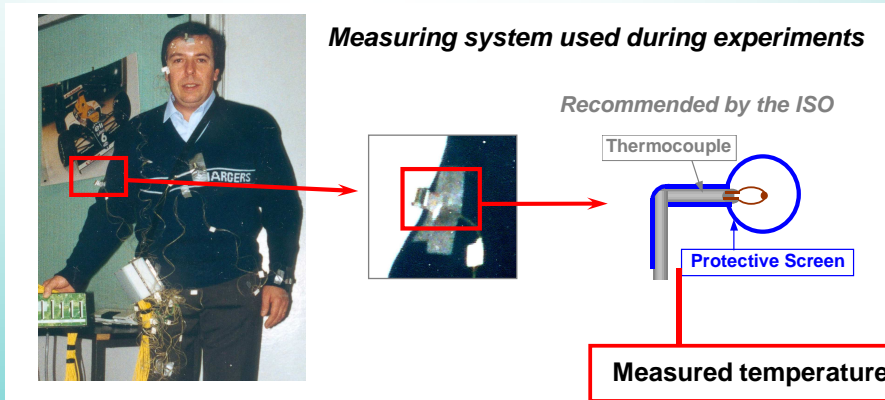 Measuring system used during experiments
Recommended by the ISO
Thermocouple
ARGERS
Protective Screen
Measured temperature